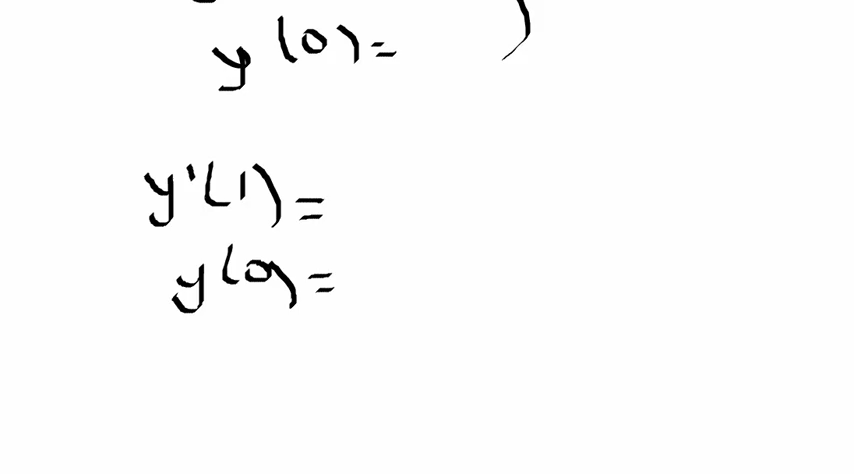 y(0)=      )
y'(1)=
y(0)=